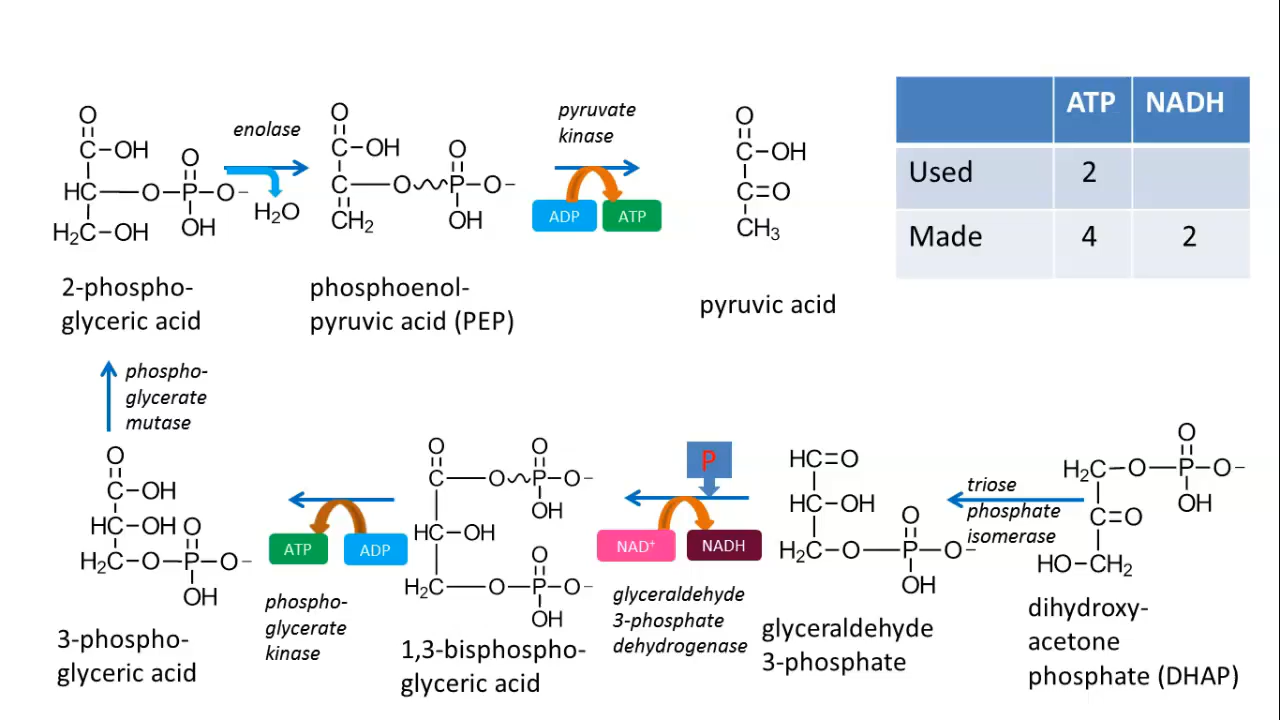 ATP NADH
Used 2
Made 4 2
O
C–OH
HC–O–P–O–
O
OH
H₂C–OH
enolase
H₂O
O
C–OH
C–O~P–O–
O
OH
CH₂
pyruvate
kinase
ADP ATP
O
C–OH
C=O
CH₃
2-phospho-
glyceric acid
phosphoenol-
pyruvic acid (PEP)
pyruvic acid
phospho-
glycerate
mutase
O
C–OH
HC–OH
O
H₂C–O–P–O–
OH
3-phospho-
glyceric acid
ATP ADP
phospho-
glycerate
kinase
O O
C–O~P–O–
OH
HC–OH
O
H₂C–O–P–O–
OH
1,3-bisphospho-
glyceric acid
P
NAD⁺ NADH
glyceraldehyde
3-phosphate
dehydrogenase
HC=O
HC–OH
O
H₂C–O–P–O–
OH
glyceraldehyde
3-phosphate
triose
phosphate
isomerase
O
H₂C–O–P–O–
OH
C=O
HO–CH₂
dihydroxy-
acetone
phosphate (DHAP)